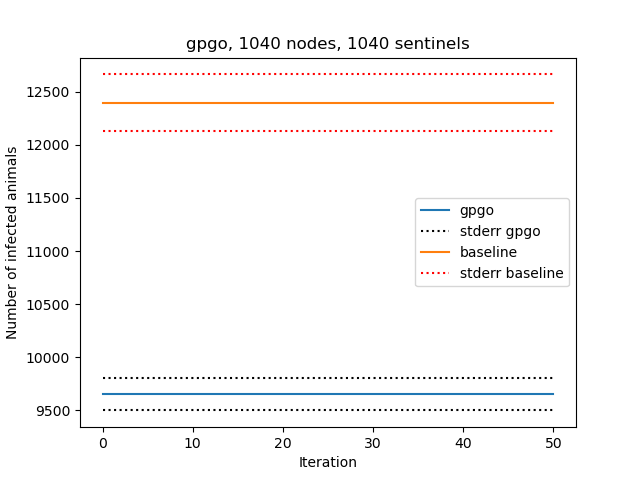 gpgo, 1040 nodes, 1040 sentinels
Number of infected animals
12500
12000
11500
11000
10500
10000
9500
gpgo
stderr gpgo
baseline
stderr baseline
0 10 20 30 40 50
Iteration